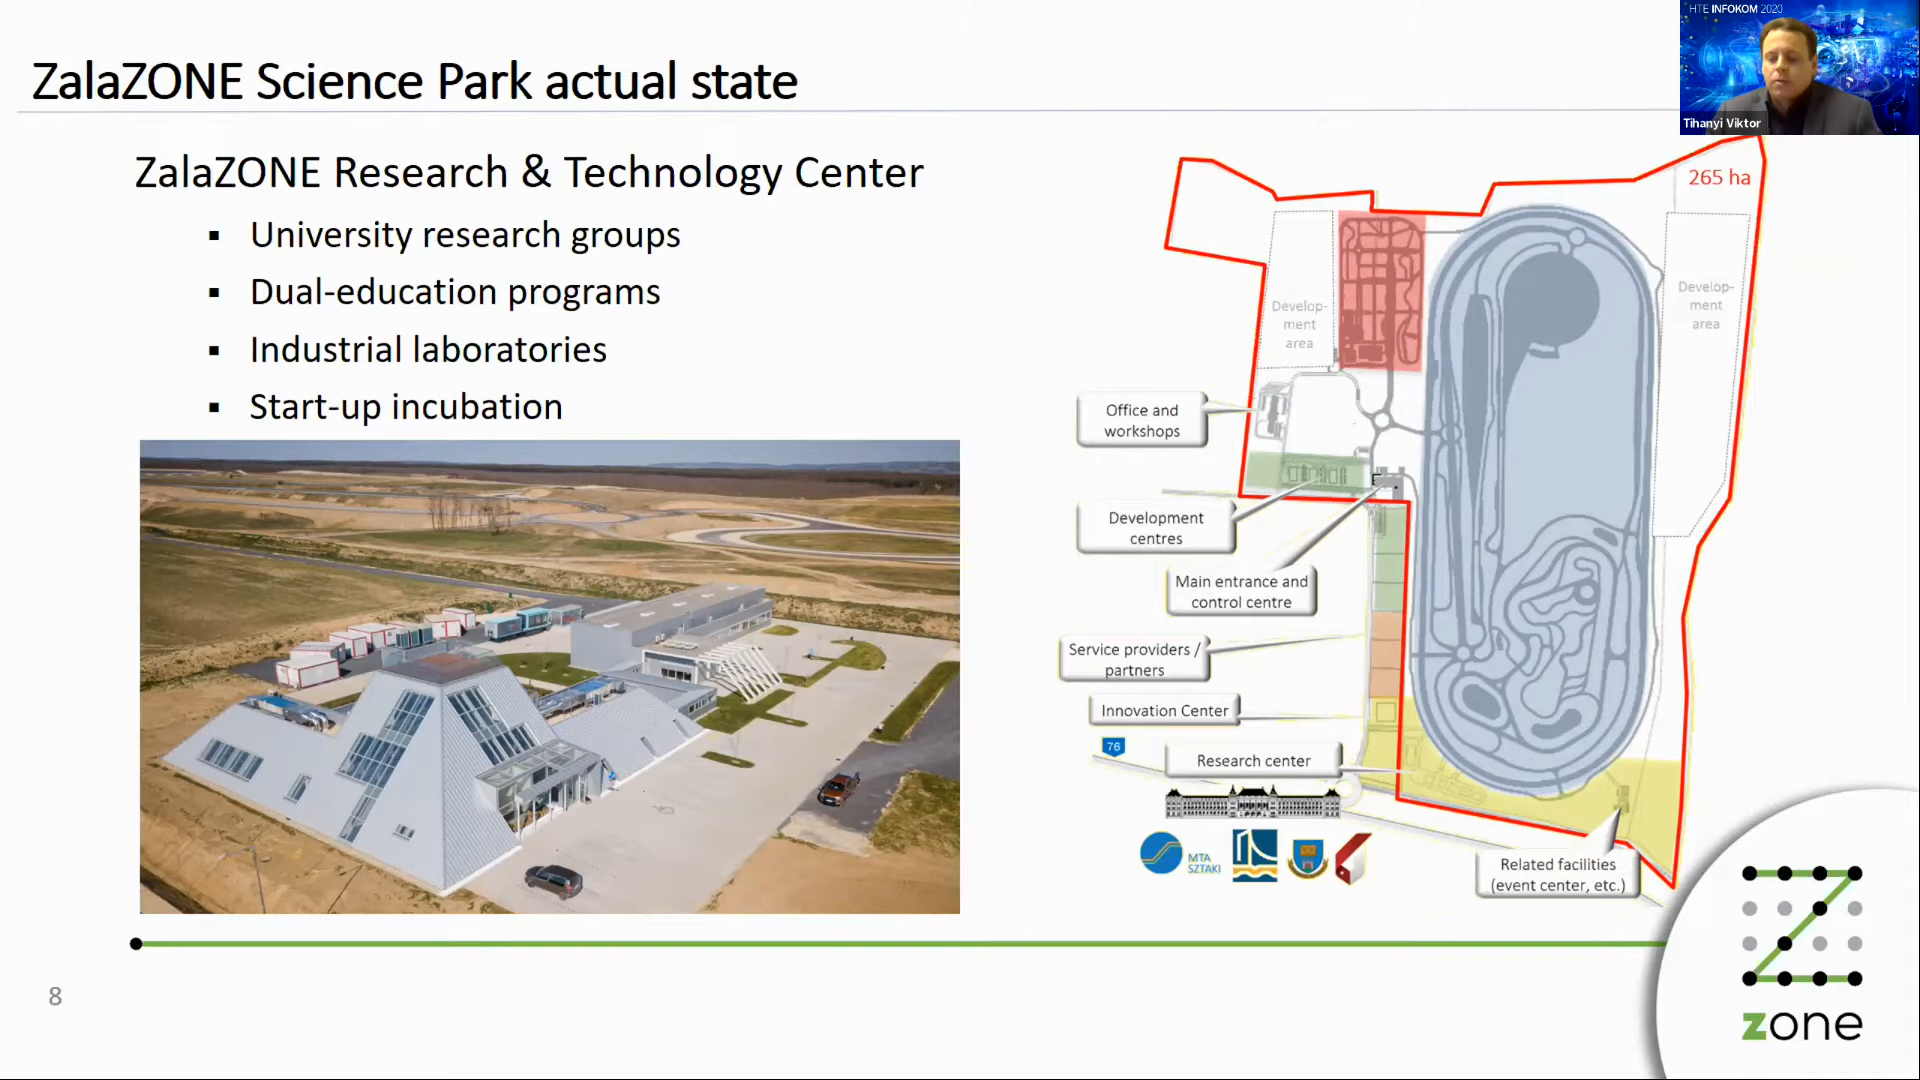 HTE INFOKOM 2020
Tihanyi Viktor
ZalaZONE Science Park actual state
ZalaZONE Research & Technology Center
▪ University research groups
▪ Dual-education programs
▪ Industrial laboratories
▪ Start-up incubation
265 ha
Develop-
ment
area
Develop-
ment
area
Office and
workshops
Development
centres
Main entrance and
control centre
Service providers /
partners
Innovation Center
76
Research center
MTA
SZTAKI
Related facilities
(event center, etc.)
8
zone